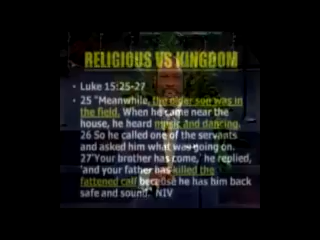 RELIGIOUS VS KINGDOM
• Luke 15:25-27
• 25 "Meanwhile, the older son was in
the field. When he came near the
house, he heard music and dancing.
26 So he called one of the servants
and asked him what was going on.
27'Your brother has come,' he replied,
'and your father has killed the
fattened calf because he has him back
safe and sound.' NIV